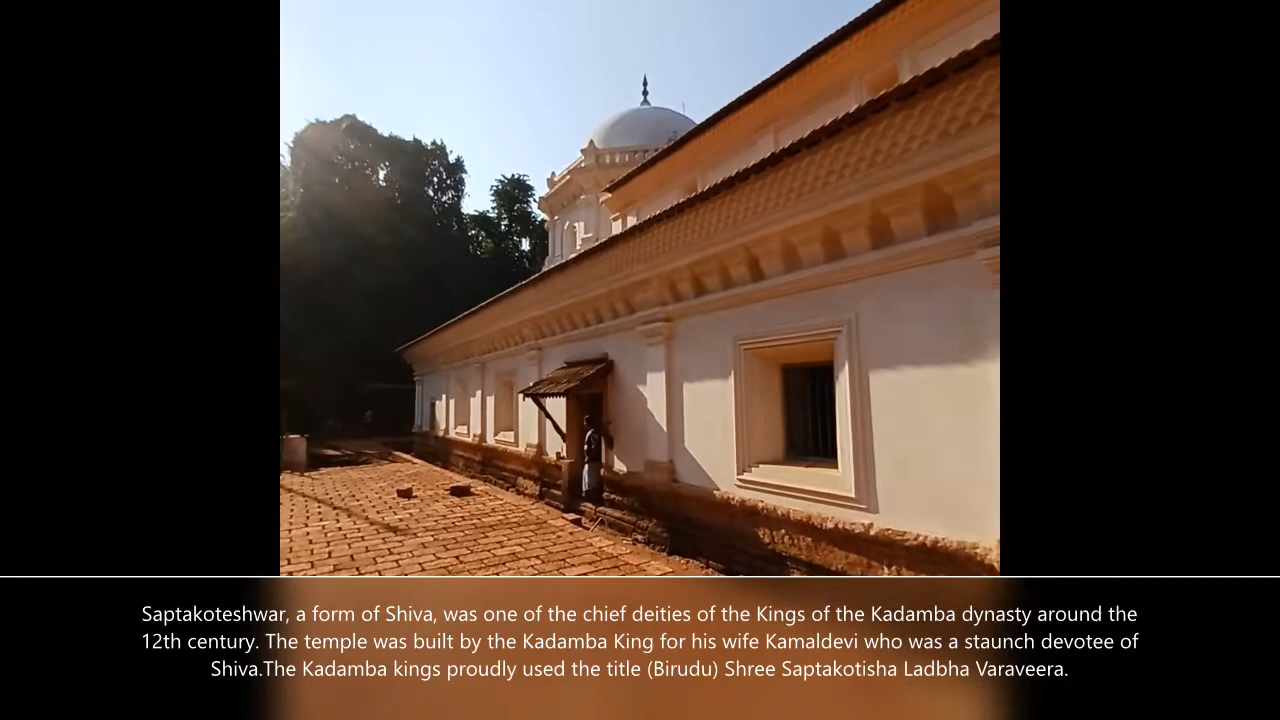 Saptakoteshwar, a form of Shiva, was one of the chief deities of the Kings of the Kadamba dynasty around the
12th century. The temple was built by the Kadamba King for his wife Kamaldevi who was a staunch devotee of
Shiva.The Kadamba kings proudly used the title (Birudu) Shree Saptakotisha Ladbha Varaveera.